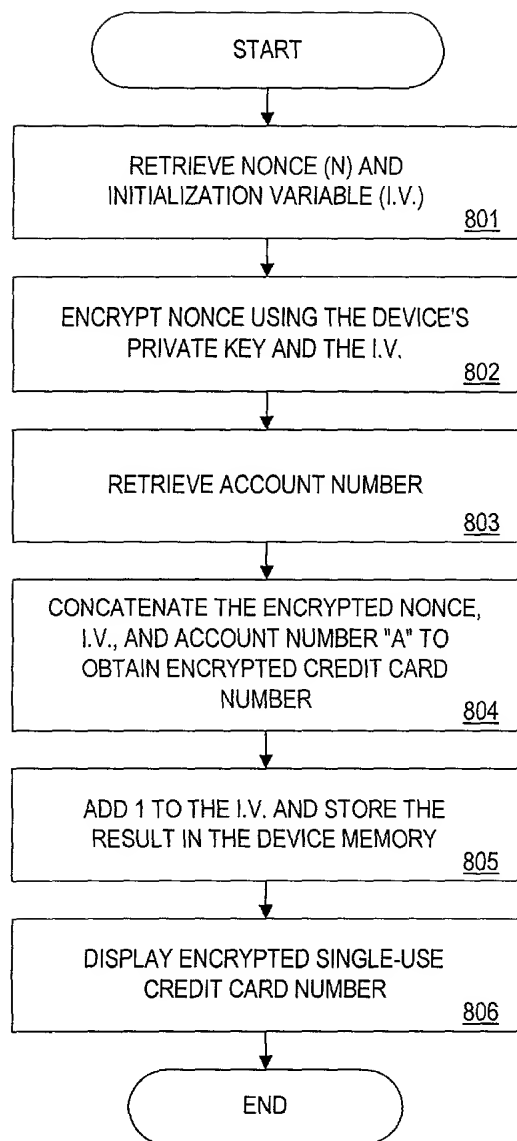 START
RETRIEVE NONCE (N) AND
INITIALIZATION VARIABLE (I.V.)
801
ENCRYPT NONCE USING THE DEVICE'S
PRIVATE KEY AND THE I.V.
802
RETRIEVE ACCOUNT NUMBER
803
CONCATENATE THE ENCRYPTED NONCE,
I.V., AND ACCOUNT NUMBER "A" TO
OBTAIN ENCRYPTED CREDIT CARD
NUMBER
804
ADD 1 TO THE I.V. AND STORE THE
RESULT IN THE DEVICE MEMORY
805
DISPLAY ENCRYPTED SINGLE-USE
CREDIT CARD NUMBER
806
END